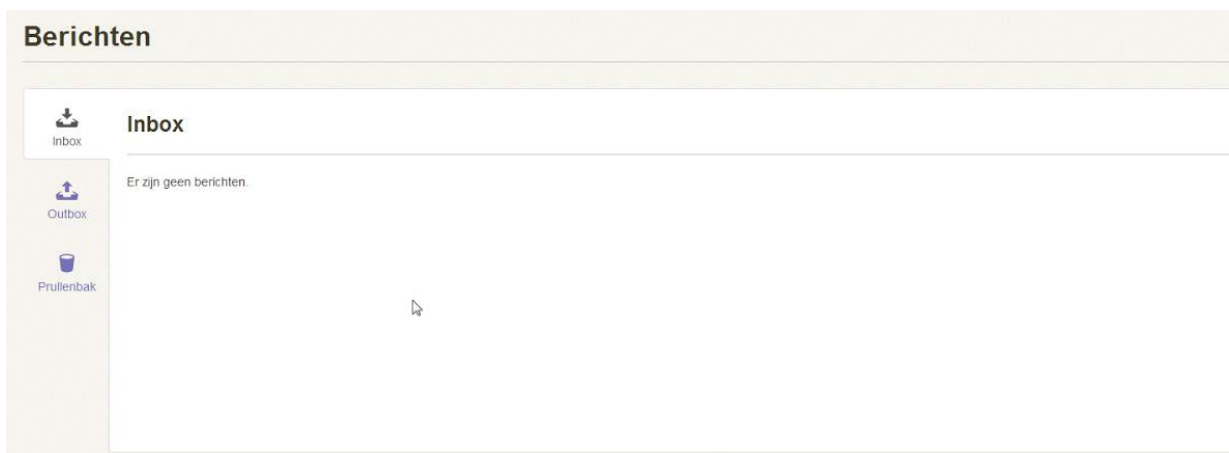 Berichten
Inbox
Inbox
Er zijn geen berichten.
Outbox
Prullenbak